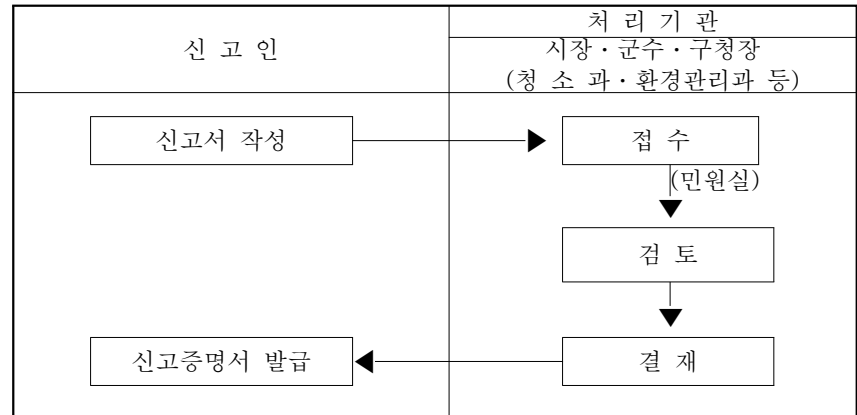 신 고 인
처 리 기 관
시장·군수·구청장
(청 소 과·환경관리과 등)
신고서 작성
접 수
(민원실)
검 토
신고증명서 발급
결 재